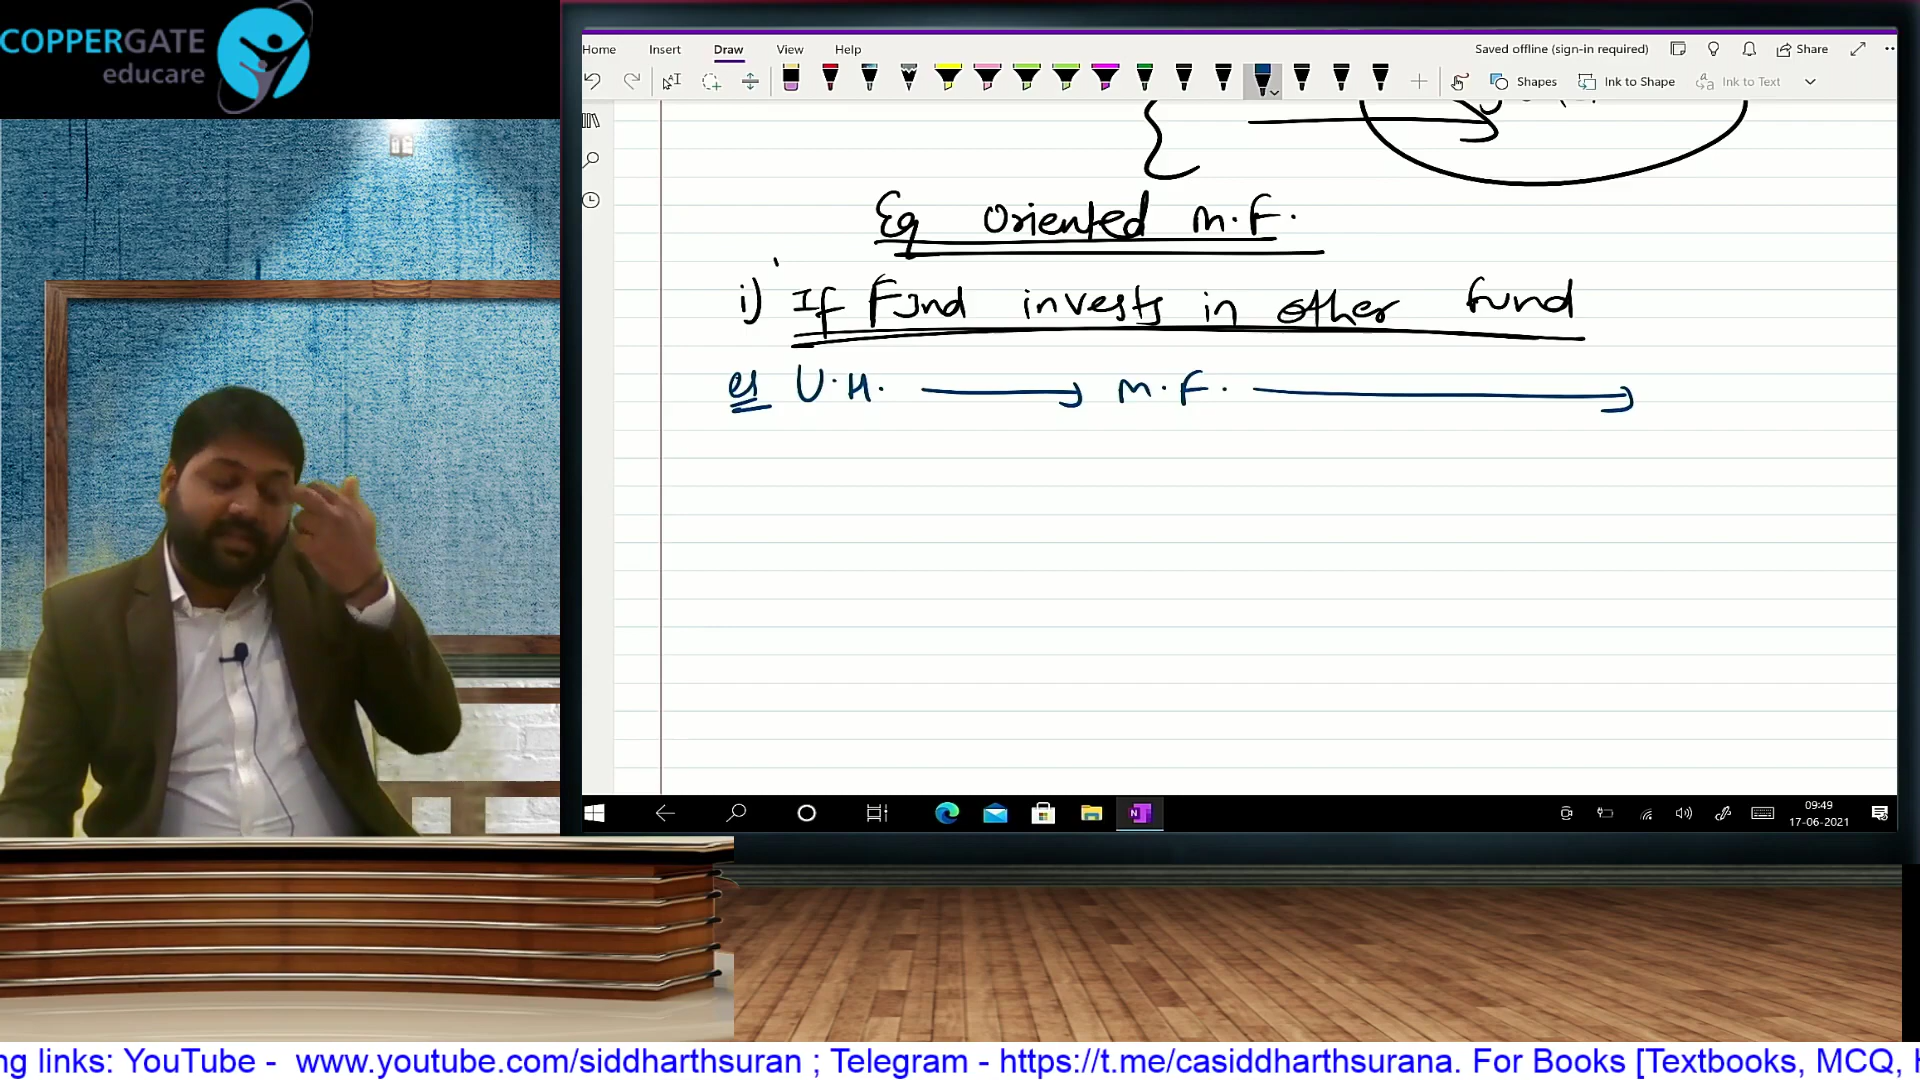 COPPERGATE
educare
Home Insert Draw View Help
Saved offline (sign-in required) Share
Shapes Ink to Shape Ink to Text
Eq Oriented M.F.
i) If Fund invests in other fund
eg U.H. M.F.
09:49
17-06-2021
ng links: YouTube - www.youtube.com/siddharthsuran ; Telegram - https://t.me/casiddharthsurana. For Books [Textbooks, MCQ,